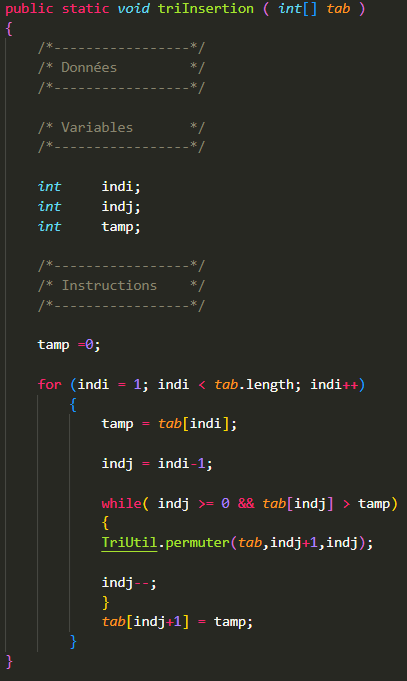 public static void triInsertion ( int[] tab )
{
/*-----------------*/
/* Données         */
/*-----------------*/
/* Variables       */
/*-----------------*/
int     indi;
int     indj;
int     tamp;
/*-----------------*/
/* Instructions    */
/*-----------------*/
tamp =0;
for (indi = 1; indi < tab.length; indi++)
{
tamp = tab[indi];
indj = indi-1;
while( indj >= 0 && tab[indj] > tamp)
{
TriUtil.permuter(tab,indj+1,indj);
indj--;
}
tab[indj+1] = tamp;
}
}